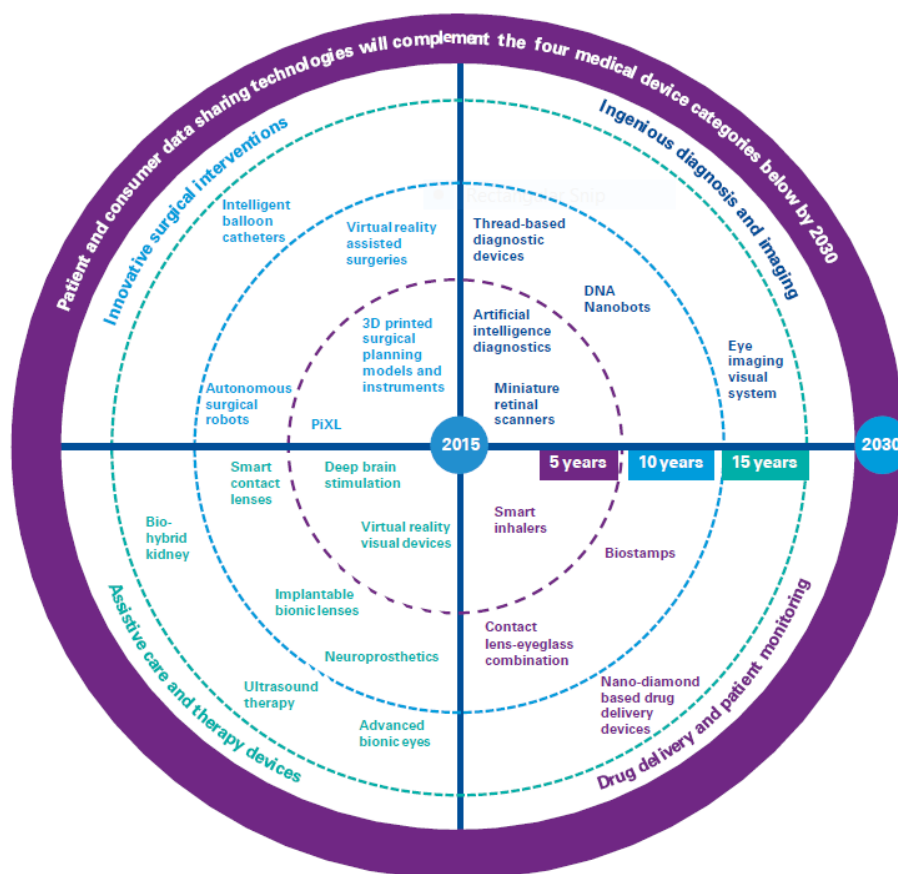 Patient and consumer data sharing technologies will complement the four medical device categories below by 2030
Innovative surgical interventions
Ingenious diagnosis and imaging
Intelligent
balloon
catheters
Virtual reality
assisted
surgeries
3D printed
surgical
planning
models and
instruments
Autonomous
surgical
robots
PiXL
Rectangular Snip
Thread-based
diagnostic
devices
DNA
Nanobots
Artificial
intelligence
diagnostics
Eye
imaging
visual
system
Miniature
retinal
scanners
2015
2030
5 years
10 years
15 years
Smart
contact
lenses
Deep brain
stimulation
Bio-
hybrid
kidney
Virtual reality
visual devices
Implantable
bionic lenses
Neuroprosthetics
Ultrasound
therapy
Advanced
bionic eyes
Assistive care and therapy devices
Smart
inhalers
Biostamps
Contact
lens-eyeglass
combination
Nano-diamond
based drug
delivery
devices
Drug delivery and patient monitoring